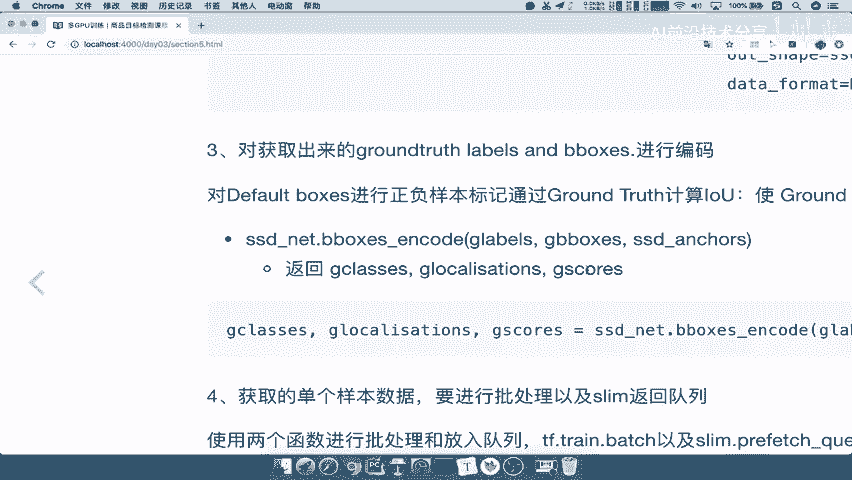 Chrome 文件 修改 视图 历史记录 书签 其他人 电动窗 帮助
100%
多GPU训练 | 商品目标检测课
localhost:4000/day03/section5.html
AI前沿技术分享
out_shape=ss
data_format=
3、对获取出来的groundtruth labels and bboxes.进行编码
对Default boxes进行正负样本标记通过Ground Truth计算IoU：使 Ground
ssd_net.bboxes_encode(glabels, gbboxes, ssd_anchors)
返回 gclasses, glocalisations, gscores
gclasses, glocalisations, gscores = ssd_net.bboxes_encode(gla
4、获取的单个样本数据，要进行批处理以及slim返回队列
使用两个函数进行批处理和放入队列，tf.train.batch以及slim.prefetch_que